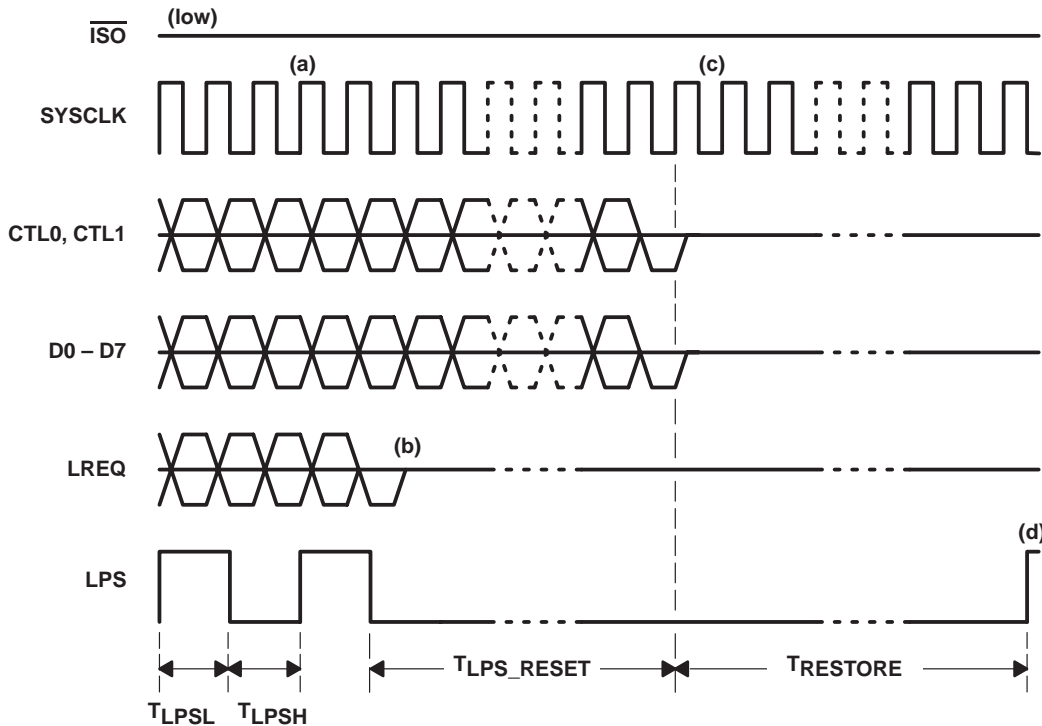 (low)
ISO
(a)
(c)
SYSCLK
CTL0, CTL1
D0 – D7
(b)
LREQ
(d)
LPS
TLPS_RESET
TRESTORE
TLPSL
TLPSH